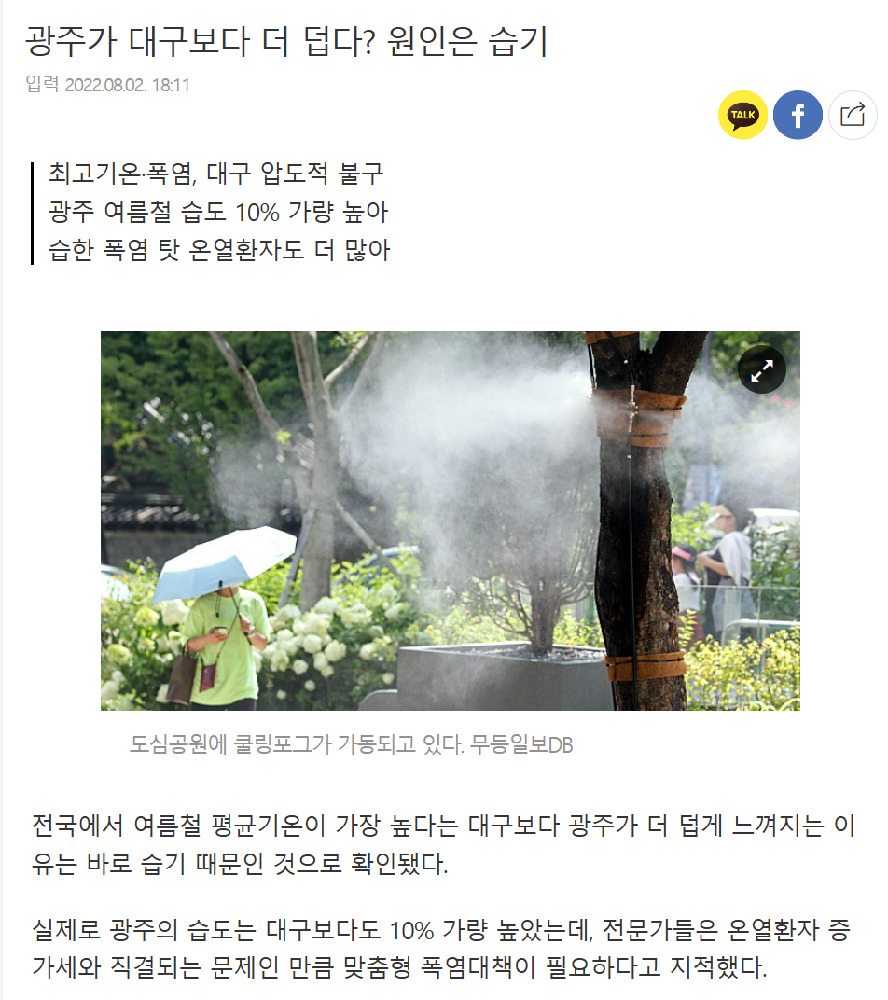 광주가 대구보다 더 덥다? 원인은 습기
입력 2022.08.02. 18:11
TALK
f
최고기온·폭염, 대구 압도적 불구
광주 여름철 습도 10% 가량 높아
습한 폭염 탓 온열환자도 더 많아
도심공원에 쿨링포그가 가동되고 있다. 무등일보DB
전국에서 여름철 평균기온이 가장 높다는 대구보다 광주가 더 덥게 느껴지는 이
유는 바로 습기 때문인 것으로 확인됐다.
실제로 광주의 습도는 대구보다도 10% 가량 높았는데, 전문가들은 온열환자 증
가세와 직결되는 문제인 만큼 맞춤형 폭염대책이 필요하다고 지적했다.